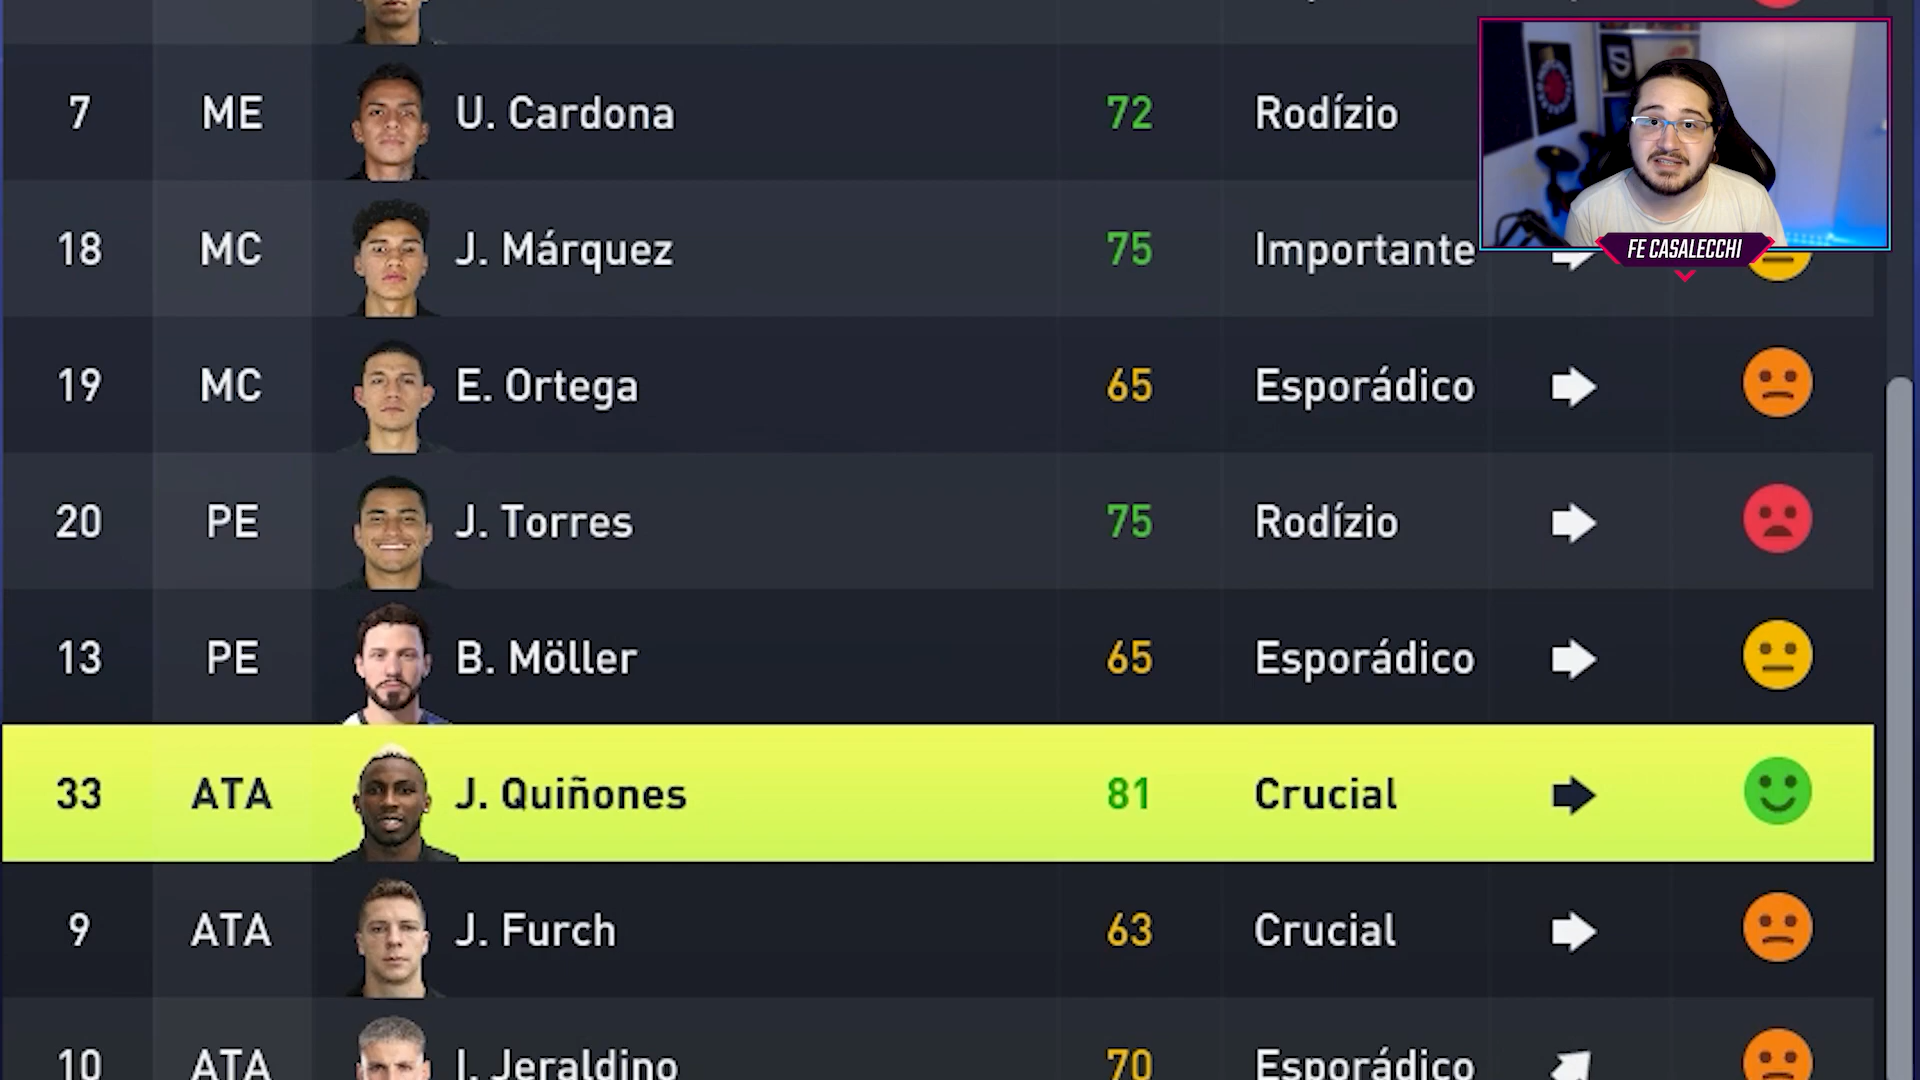 7 ME U. Cardona 72 Rodízio
18 MC J. Márquez 75 Importante
FE CASALECCHI
19 MC E. Ortega 65 Esporádico
20 PE J. Torres 75 Rodízio
13 PE B. Möller 65 Esporádico
33 ATA J. Quiñones 81 Crucial
9 ATA J. Furch 63 Crucial
10 ATA I. Jeraldino 70 Esporádico